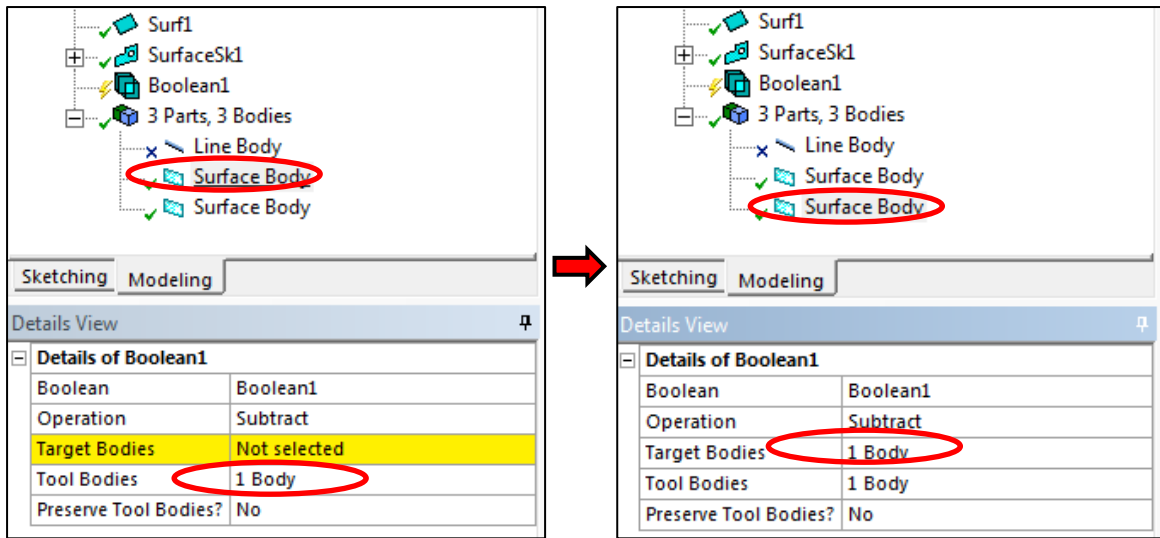 Surf1
SurfaceSk1
Boolean1
3 Parts, 3 Bodies
Line Body
Surface Body
Surface Body
Sketching Modeling
Details View
Details of Boolean1
Boolean Boolean1
Operation Subtract
Target Bodies Not selected
Tool Bodies 1 Body
Preserve Tool Bodies? No
Surf1
SurfaceSk1
Boolean1
3 Parts, 3 Bodies
Line Body
Surface Body
Surface Body
Sketching Modeling
Details View
Details of Boolean1
Boolean Boolean1
Operation Subtract
Target Bodies 1 Body
Tool Bodies 1 Body
Preserve Tool Bodies? No